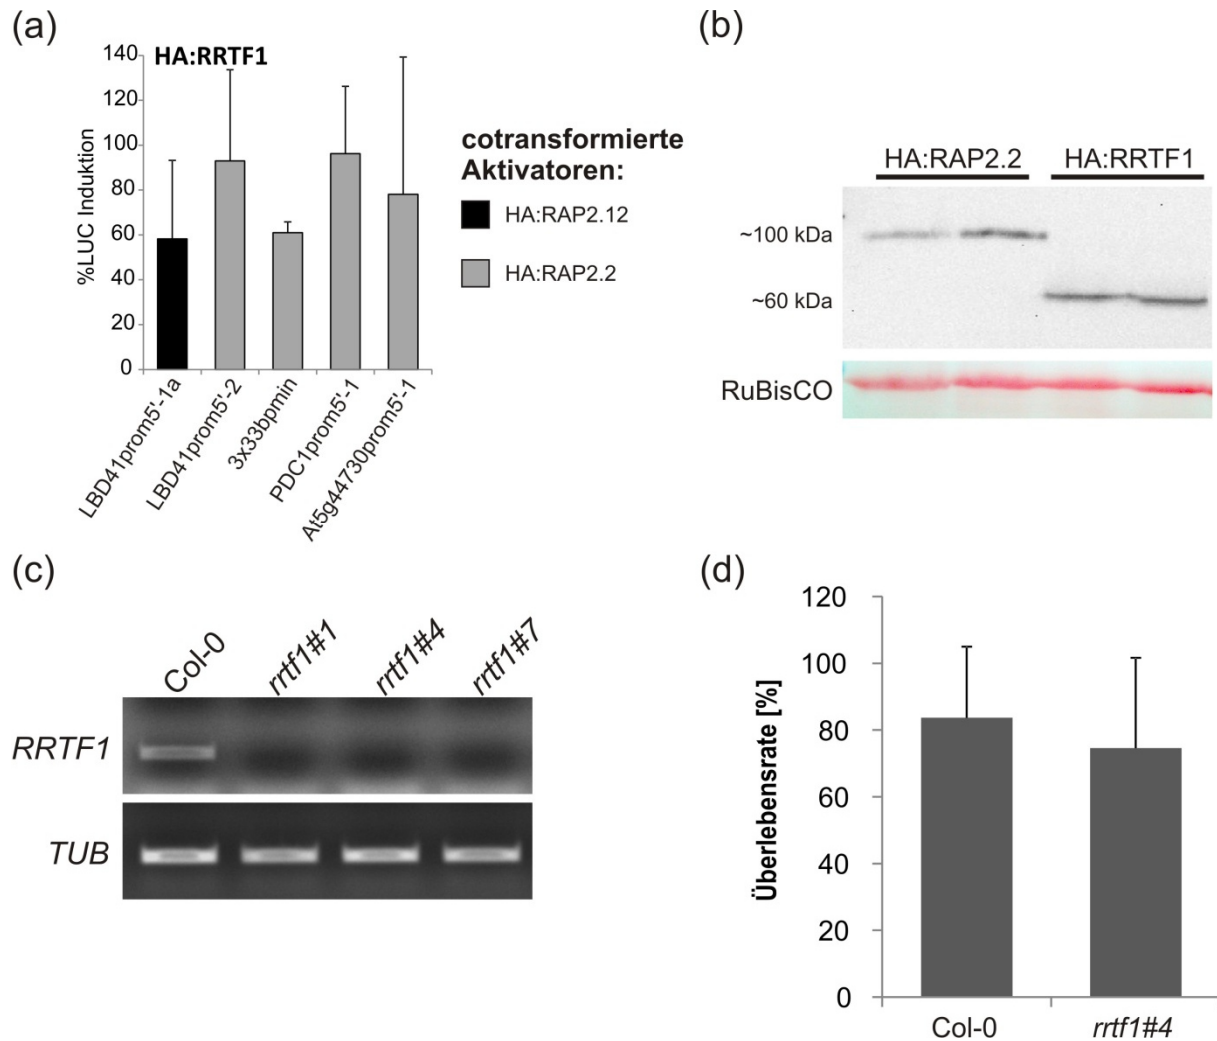 (a)
HA:RRTF1
%LUC Induktion
140
120
100
80
60
40
20
0
LBD41prom5'-1a
LBD41prom5'-2
3x33bpmin
PDC1prom5'-1
At5g44730prom5'-1
cotransformierte
Aktivatoren:
HA:RAP2.12
HA:RAP2.2
(b)
HA:RAP2.2 HA:RRTF1
~100 kDa
~60 kDa
RuBisCO
(c)
Col-0 rrtf1#1 rrtf1#4 rrtf1#7
RRTF1
TUB
(d)
Überlebensrate [%]
120
100
80
60
40
20
0
Col-0 rrtf1#4